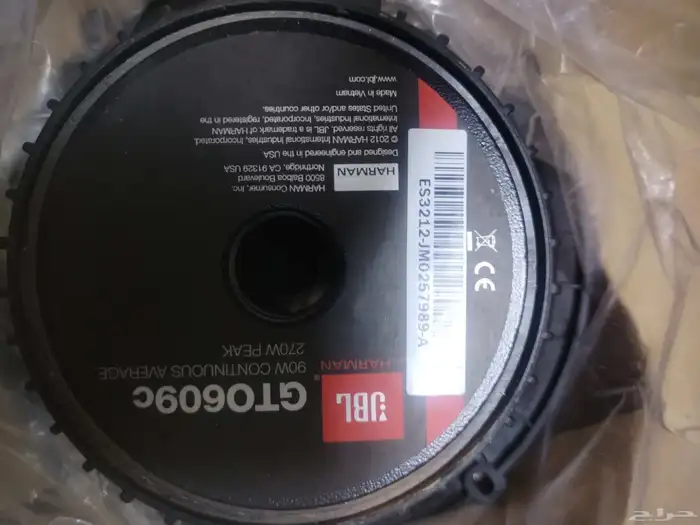 JBL
HARMAN
GTO609c
90W CONTINUOUS AVERAGE
270W PEAK
HARMAN Consumer, Inc.
8500 Balboa Boulevard
Northridge, CA 91329 USA
HARMAN
Designed and engineered in the USA
© 2012 HARMAN International Industries, Incorporated.
All rights reserved. JBL is a trademark of HARMAN
International Industries, Incorporated, registered in the
United States and/or other countries.
Made in Vietnam
www.jbl.com
CE
ES3212-JM0257989-A
حراج